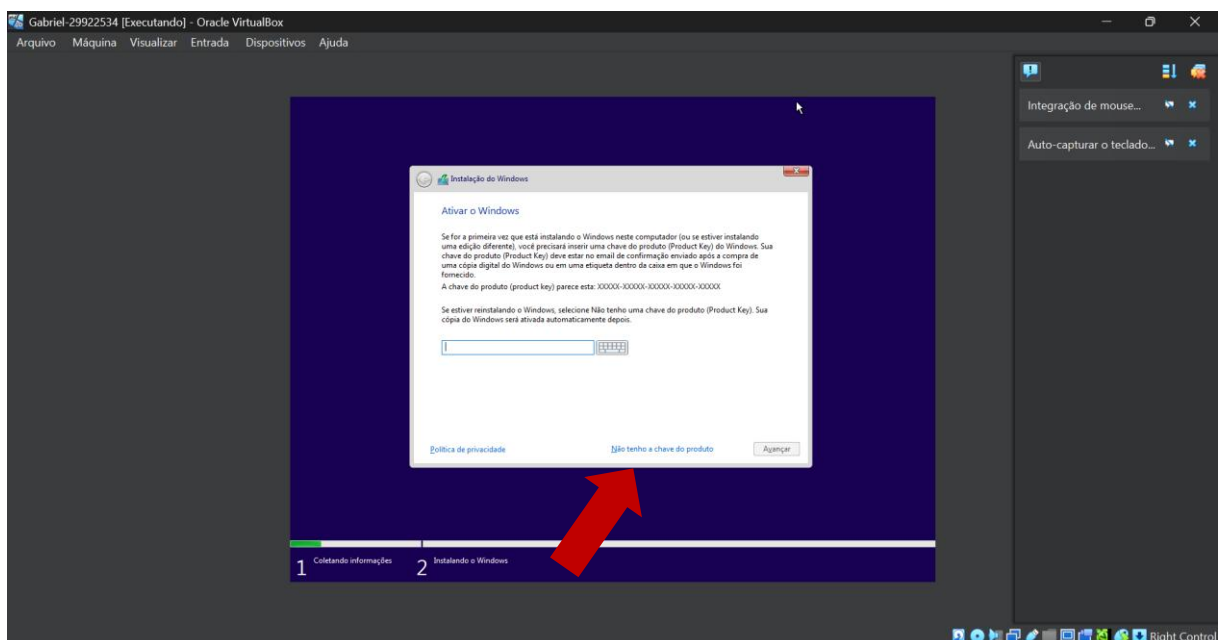 Gabriel-29922534 [Executando] - Oracle VirtualBox
Arquivo Máquina Visualizar Entrada Dispositivos Ajuda
Integração de mouse...
Auto-capturar o teclado...
Instalação do Windows
Ativar o Windows
Se for a primeira vez que está instalando o Windows neste computador (ou se estiver instalando
uma edição diferente), você precisará inserir uma chave do produto (Product Key) do Windows. Sua
chave do produto (Product Key) deve estar no email de confirmação enviado após a compra de
uma cópia digital do Windows ou em uma etiqueta dentro da caixa em que o Windows foi
fornecido.
A chave do produto (product key) parece esta: XXXXX-XXXXX-XXXXX-XXXXX-XXXXX
Se estiver reinstalando o Windows, selecione Não tenho uma chave do produto (Product Key). Sua
cópia do Windows será ativada automaticamente depois.
Política de privacidade Não tenho a chave do produto Avançar
1 Coletando informações 2 Instalando o Windows
Right Control